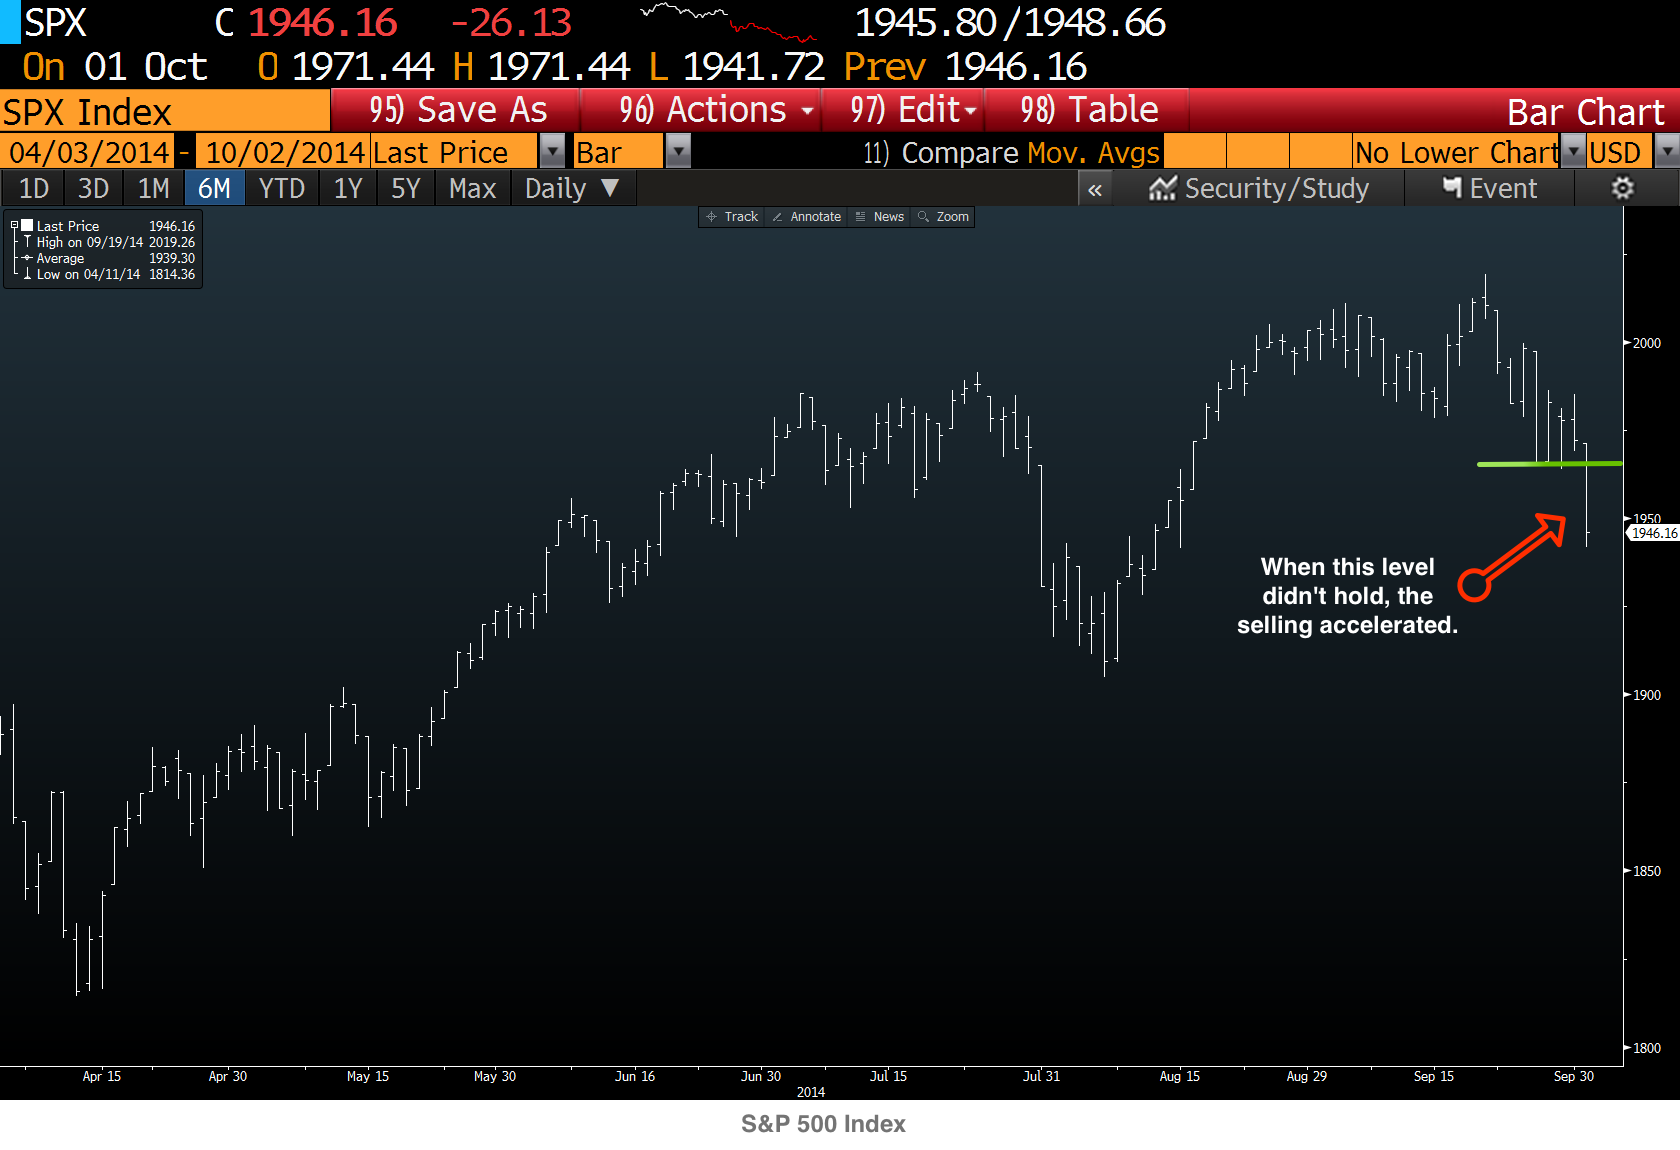 SPX C 1946.16 -26.13 1945.80/1948.66
On 01 Oct O 1971.44 H 1971.44 L 1941.72 Prev 1946.16
SPX Index 95) Save As 96) Actions 97) Edit 98) Table Bar Chart
04/03/2014 - 10/02/2014 Last Price Bar 11) Compare Mov. Avgs No Lower Chart USD
1D 3D 1M 6M YTD 1Y 5Y Max Daily ▼ « Security/Study Event
Track Annotate News Zoom
Last Price 1946.16
High on 09/19/14 2019.26
Average 1939.30
Low on 04/11/14 1814.36
2000
1950
1946.16
When this level
didn't hold, the
selling accelerated.
1900
1850
1800
Apr 15 Apr 30 May 15 May 30 Jun 16 Jun 30 Jul 15 Jul 31 Aug 15 Aug 29 Sep 15 Sep 30
2014
S&P 500 Index